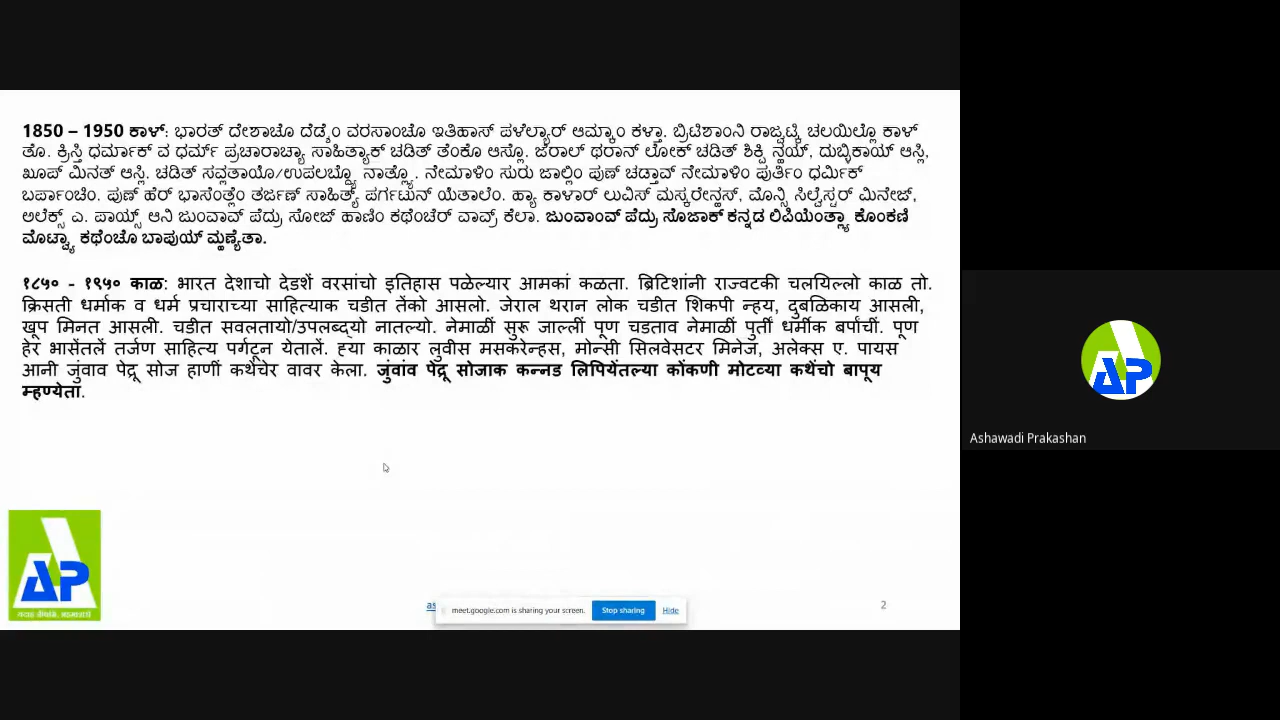 1850 – 1950 ಕಾಳ್: ಭಾರತ್ ದೇಶಾಚೊ ದೆಡ್ಶೆಂ ವರಸಾಂಚೊ ಇತಿಹಾಸ್ ಪಳೆಲ್ಯಾರ್ ಆಮ್ಕಾಂ ಕಳ್ತಾ. ಬ್ರಿಟಿಶಾಂನಿ ರಾಜ್ವಟ್ಕಿ ಚಲಯಿಲ್ಲೊ ಕಾಳ್
ತೊ. ಕ್ರಿಸ್ತಿ ಧರ್ಮಾಕ್ ವ ಧರ್ಮ್ ಪ್ರಚಾರಾಚ್ಯಾ ಸಾಹಿತ್ಯಾಕ್ ಚಡಿತ್ ತೆಂಕೊ ಆಸ್ಲೊ. ಜೆರಾಲ್ ಥರಾನ್ ಲೋಕ್ ಚಡಿತ್ ಶಿಕ್ಪಿ ನ್ಹಯ್, ದುಬ್ಳಿಕಾಯ್ ಆಸ್ಲಿ,
ಖೂಪ್ ಮಿನತ್ ಆಸ್ಲಿ. ಚಡಿತ್ ಸವ್ಲತಾಯೊ/ಉಪಲಬ್ದ್ಯೊ ನಾತ್ಲ್ಯೊ. ನೇಮಾಳಿಂ ಸುರು ಜಾಲ್ಲಿಂ ಪುಣ್ ಚಡ್ತಾವ್ ನೇಮಾಳಿಂ ಪುರ್ತಿಂ ಧರ್ಮಿಕ್
ಬರ್ಪಾಂಚಿಂ. ಪುಣ್ ಹೆರ್ ಭಾಸೆಂತ್ಲೆಂ ತರ್ಜಣ್ ಸಾಹಿತ್ಯ್ ಪರ್ಗಟುನ್ ಯೆತಾಲೆಂ. ಹ್ಯಾ ಕಾಳಾರ್ ಲುವಿಸ್ ಮಸ್ಕರೇನ್ಹಸ್, ಮೊನ್ಸಿ ಸಿಲ್ವೆಸ್ಟರ್ ಮಿನೇಜ್,
ಅಲೆಕ್ಸ್ ಎ. ಪಾಯ್ಸ್ ಆನಿ ಜುಂವಾವ್ ಪೆದ್ರು ಸೋಜ್ ಹಾಣಿಂ ಕಥೆಂಚೆರ್ ವಾವ್ರ್ ಕೆಲಾ. ಜುಂವಾಂವ್ ಪೆದ್ರು ಸೊಜಾಕ್ ಕನ್ನಡ ಲಿಪಿಯೆಂತ್ಲ್ಯಾ ಕೊಂಕಣಿ
ಮೊಟ್ವ್ಯಾ ಕಥೆಂಚೊ ಬಾಪುಯ್ ಮ್ಹಣ್ಯೆತಾ.
१८५० - १९५० काळ: भारत देशाचो देडशें वरसांचो इतिहास पळेल्यार आमकां कळता. ब्रिटिशांनी राज्वटकी चलयिल्लो काळ तो.
क्रिसती धर्माक व धर्म प्रचाराच्या साहित्याक चडीत तेंको आसलो. जेराल थरान लोक चडीत शिकपी न्हय, दुबळिकाय आसली,
खूप मिनत आसली. चडीत सवलतायो/उपलब्द्यो नातल्यो. नेमाळीं सुरू जाल्लीं पूण चडताव नेमाळीं पुर्तीं धर्मीक बर्पांचीं. पूण
हेर भासेंतलें तर्जण साहित्य पर्गटून येतालें. ह्या काळार लुवीस मसकरेन्हस, मोन्सी सिलवेसटर मिनेज, अलेक्स ए. पायस
आनी जुंवाव पेद्रू सोज हाणीं कथेंचेर वावर केला. जुंवांव पेद्रू सोजाक कन्नड लिपियेंतल्या कोंकणी मोटव्या कथेंचो बापूय
म्हण्येता.
Ashawadi Prakashan
AP
AP
as
meet.google.com is sharing your screen.
Stop sharing
Hide
2